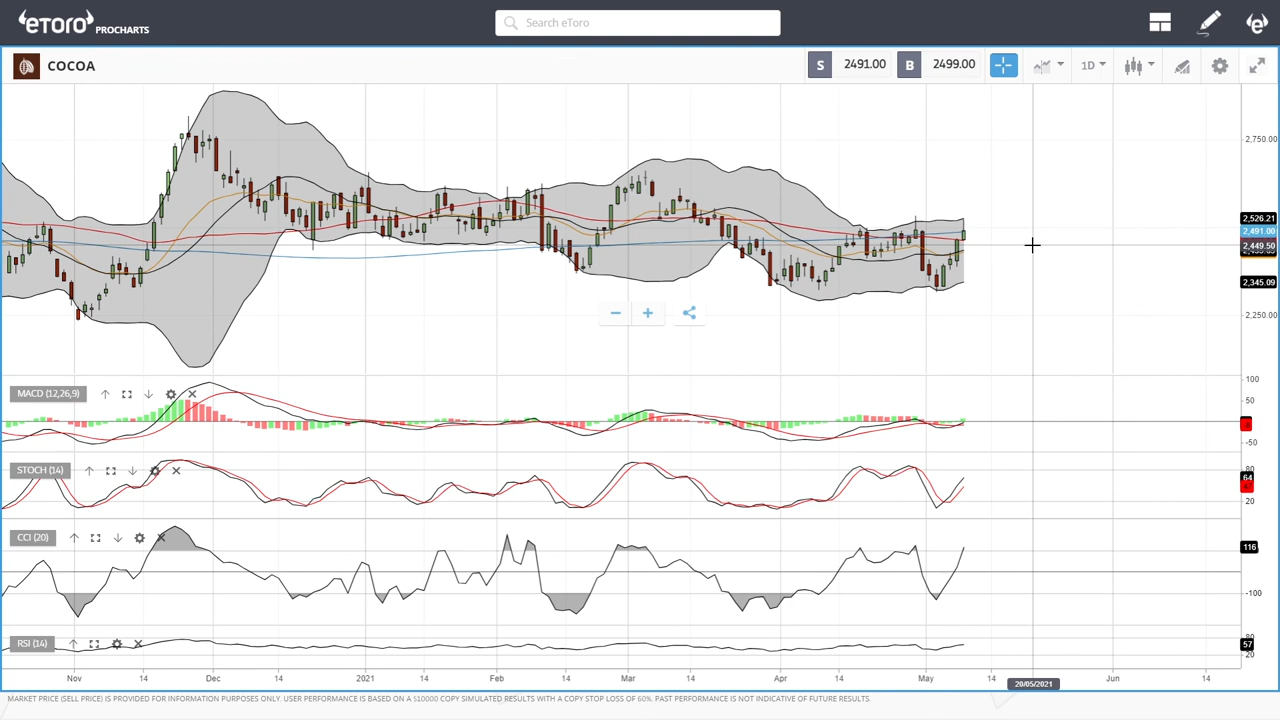 eToro PROCHARTS
Search eToro
COCOA
S 2491.00 B 2499.00 1D
2,750.00
2,526.21
2,491.00
2,449.50
2,345.09
2,250.00
MACD (12,26,9)
100
50
-50
STOCH (14)
80
64
20
CCI (20)
116
-100
RSI (14)
80
57
20
Nov 14 Dec 14 2021 14 Feb 14 Mar 14 Apr 14 May 14 20/05/2021 Jun 14
MARKET PRICE (SELL PRICE) IS PROVIDED FOR INFORMATION PURPOSES ONLY. USER PERFORMANCE IS BASED ON A $10000 COPY SIMULATED RESULTS WITH A COPY STOP LOSS OF 60%. PAST PERFORMANCE IS NOT INDICATIVE OF FUTURE RESULTS.